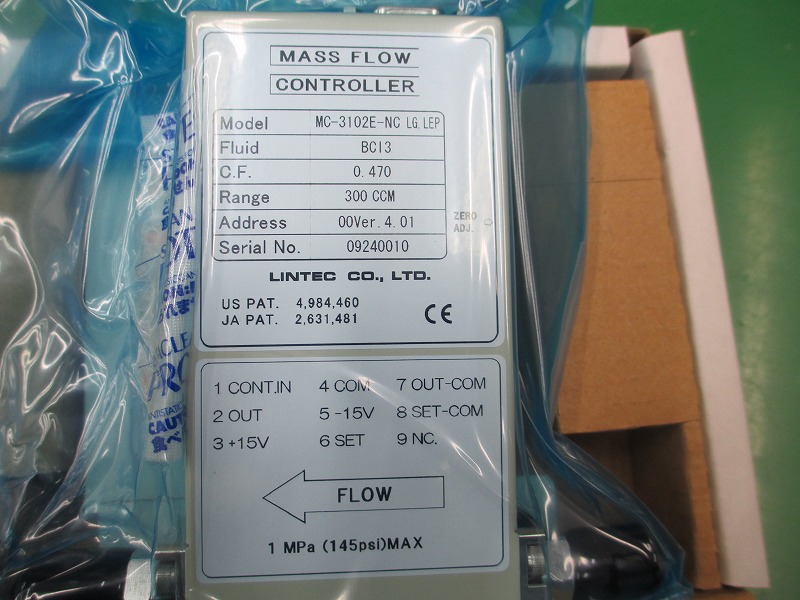 MASS FLOW
CONTROLLER
Model MC-3102E-NC LG.LEP
Fluid BCl3
C.F. 0.470
Range 300 CCM
Address 00Ver.4.01
Serial No. 09240010
ZERO
ADJ.
LINTEC CO., LTD.
US PAT. 4,984,460
JA PAT. 2,631,481
CE
1 CONT.IN 4 COM 7 OUT-COM
2 OUT 5 -15V 8 SET-COM
3 +15V 6 SET 9 NC.
FLOW
1 MPa (145psi)MAX